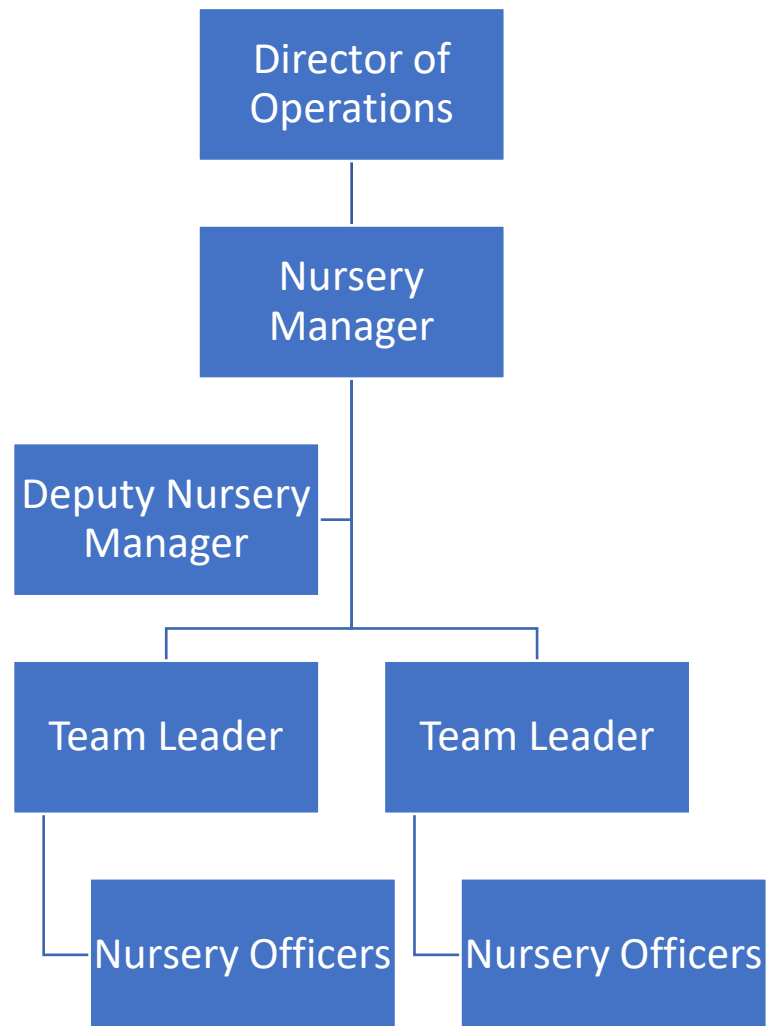 Director of
Operations
Nursery
Manager
Deputy Nursery
Manager
Team Leader
Team Leader
Nursery Officers
Nursery Officers